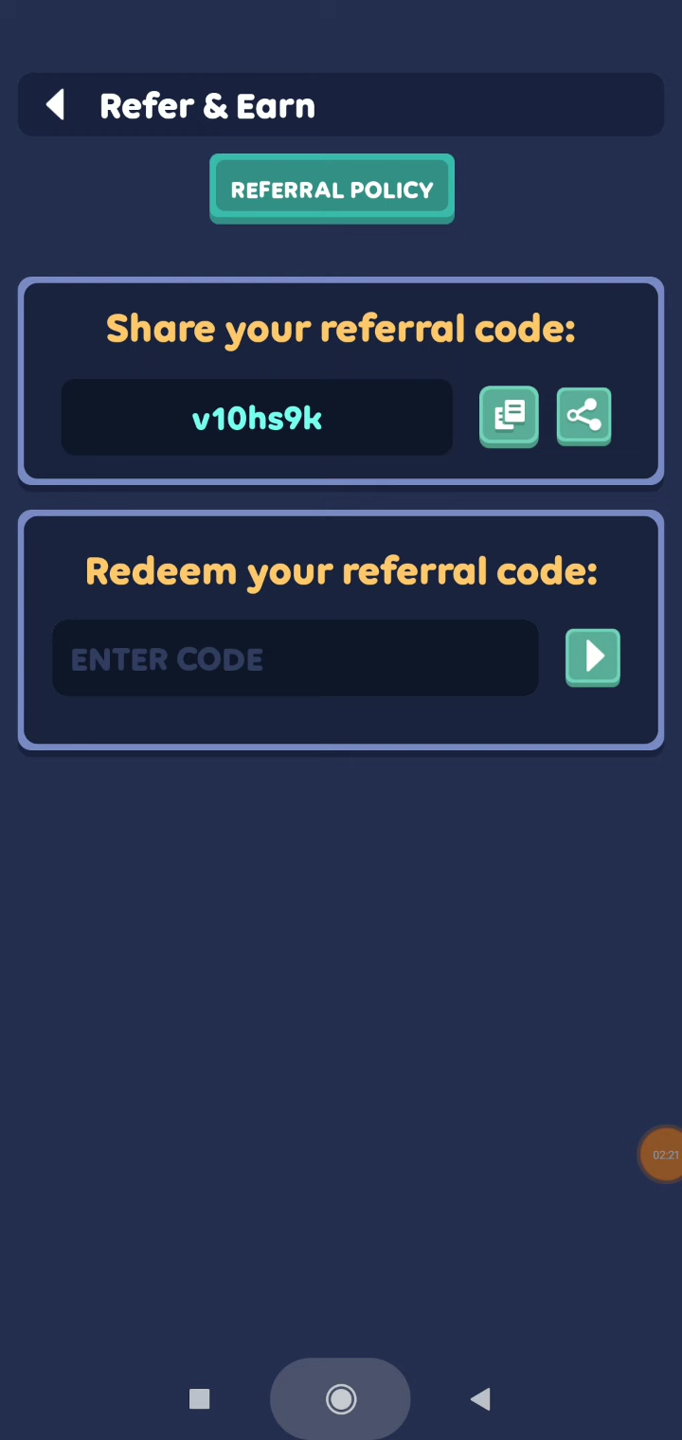 Refer & Earn
REFERRAL POLICY
Share your referral code:
v10hs9k
Redeem your referral code:
ENTER CODE
02:21